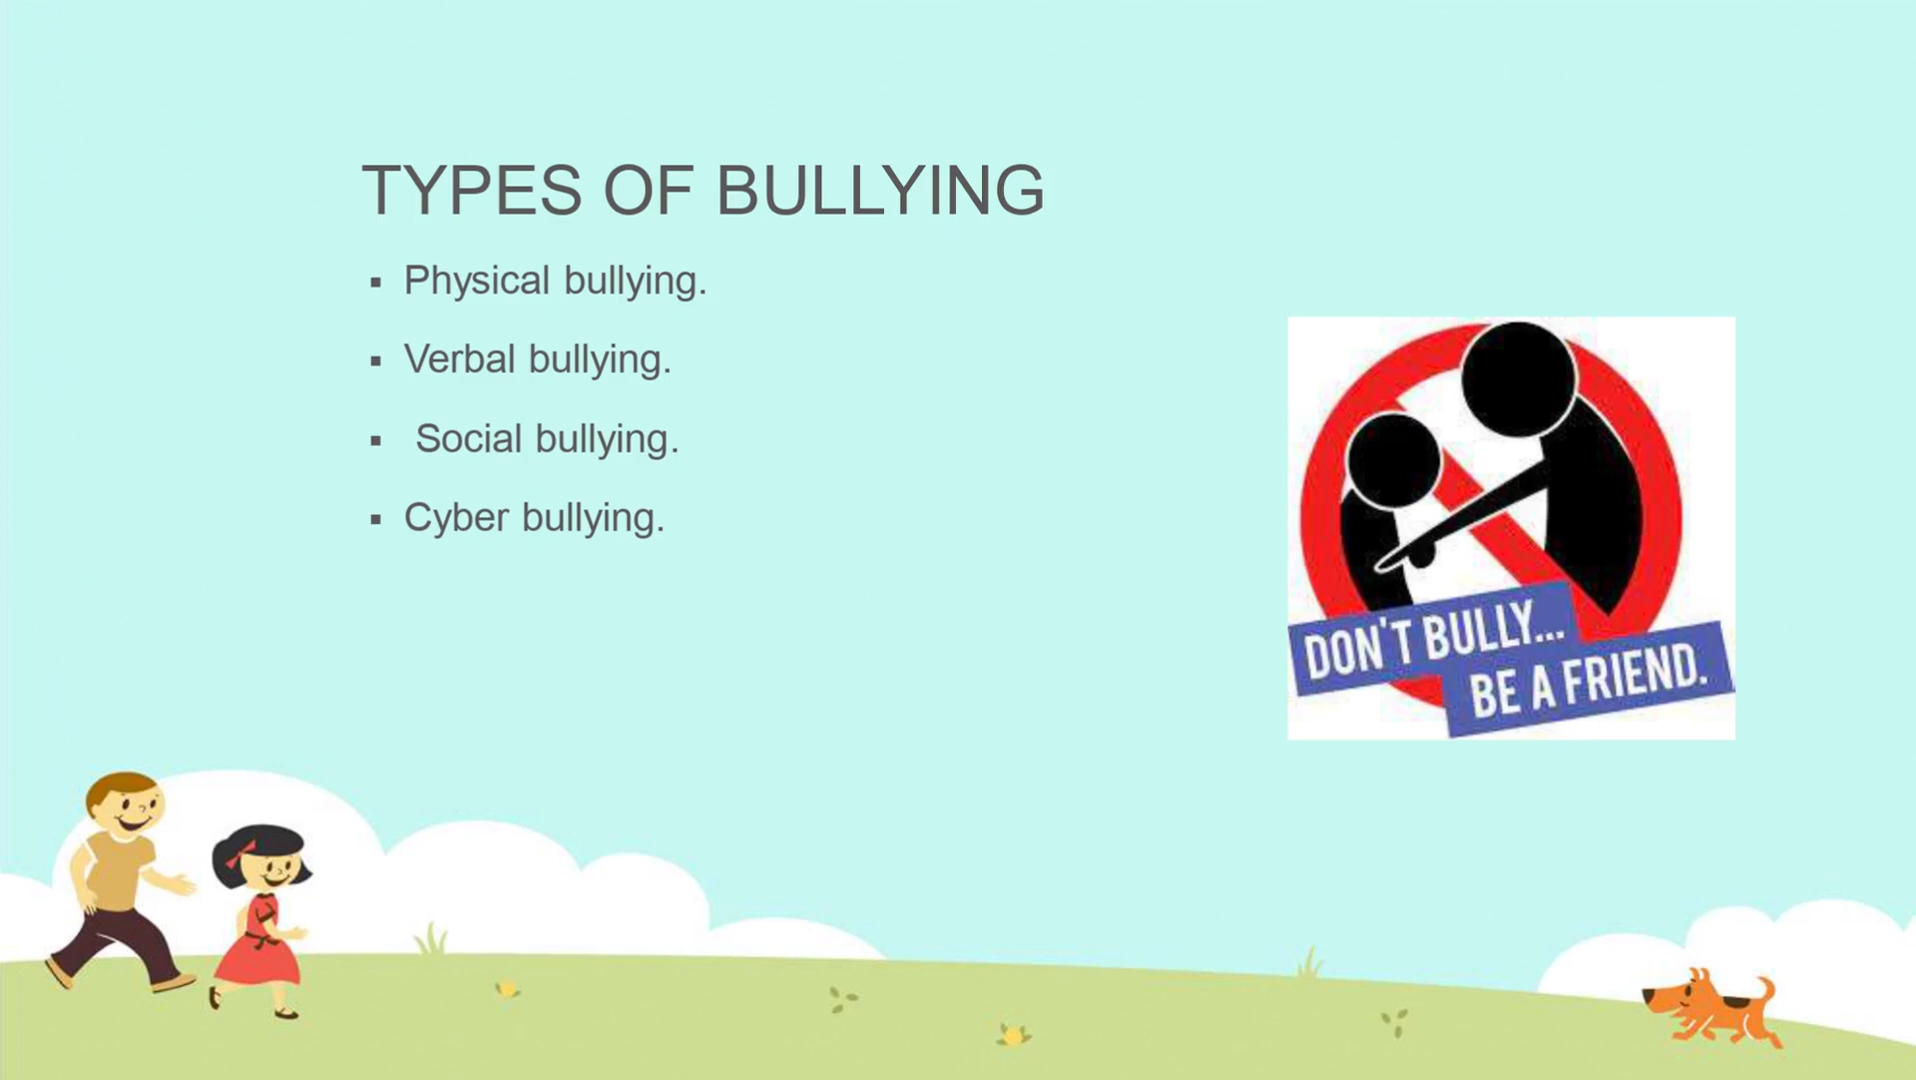 TYPES OF BULLYING
▪ Physical bullying.
▪ Verbal bullying.
▪ Social bullying.
▪ Cyber bullying.
DON'T BULLY...
BE A FRIEND.